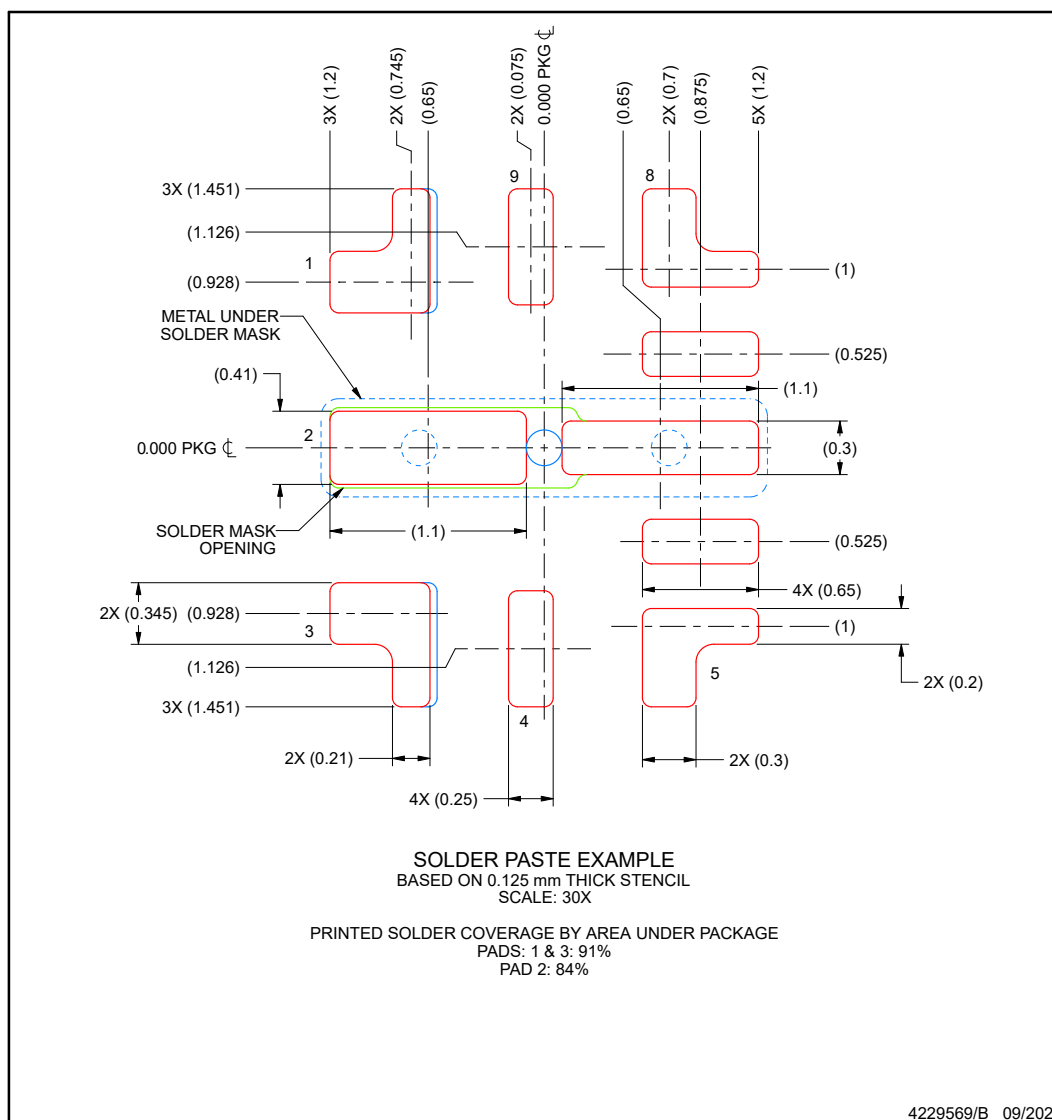 3X (1.2)
2X (0.745)
(0.65)
2X (0.075)
0.000 PKG ℄
(0.65)
2X (0.7)
(0.875)
5X (1.2)
3X (1.451)
9
8
(1.126)
1
(0.928)
(1)
METAL UNDER
SOLDER MASK
(0.525)
(0.41)
(1.1)
2
0.000 PKG ℄
(0.3)
SOLDER MASK
OPENING
(1.1)
(0.525)
4X (0.65)
2X (0.345)
(0.928)
3
(1)
(1.126)
5
2X (0.2)
3X (1.451)
4
2X (0.21)
2X (0.3)
4X (0.25)
SOLDER PASTE EXAMPLE
BASED ON 0.125 mm THICK STENCIL
SCALE: 30X
PRINTED SOLDER COVERAGE BY AREA UNDER PACKAGE
PADS: 1 & 3: 91%
PAD 2: 84%
4229569/B 09/202